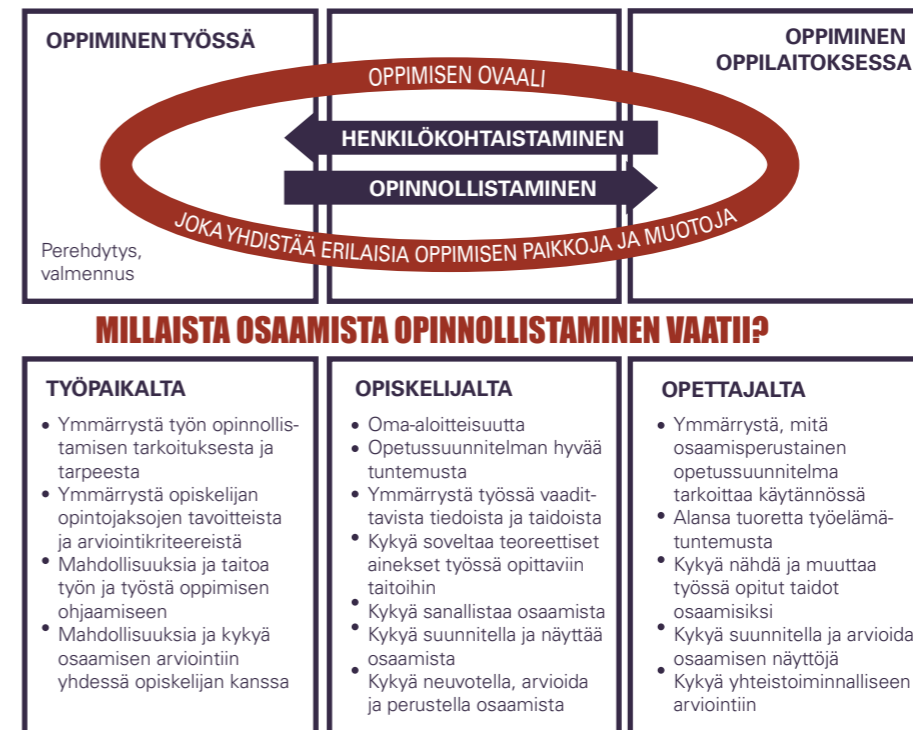 OPPIMINEN TYÖSSÄ
OPPIMINEN
OPPILAITOKSESSA
OPPIMISEN OVAALI
HENKILÖKOHTAISTAMINEN
OPINNOLLISTAMINEN
JOKA YHDISTÄÄ ERILAISIA OPPIMISEN PAIKKOJA JA MUOTOJA
Perehdytys,
valmennus
MILLAISTA OSAAMISTA OPINNOLLISTAMINEN VAATII?
TYÖPAIKALTA
• Ymmärrystä työn opinnollis-
tamisen tarkoituksesta ja
tarpeesta
• Ymmärrystä opiskelijan
opintojaksojen tavoitteista
ja arviointikriteereistä
• Mahdollisuuksia ja taitoa
työn ja työstä oppimisen
ohjaamiseen
• Mahdollisuuksia ja kykyä
osaamisen arviointiin
yhdessä opiskelijan kanssa
OPISKELIJALTA
• Oma-aloitteisuutta
• Opetussuunnitelman hyvää
tuntemusta
• Ymmärrystä työssä vaadit-
tavista tiedoista ja taidoista
• Kykyä soveltaa teoreettiset
ainekset työssä opittaviin
taitoihin
• Kykyä sanallistaa osaamista
• Kykyä suunnitella ja näyttää
osaamista
• Kykyä neuvotella, arvioida
ja perustella osaamista
OPETTAJALTA
• Ymmärrystä, mitä
osaamisperustainen
opetussuunnitelma
tarkoittaa käytännössä
• Alansa tuoretta työelämä-
tuntemusta
• Kykyä nähdä ja muuttaa
työssä opitut taidot
osaamisiksi
• Kykyä suunnitella ja arvioida
osaamisen näyttöjä
• Kykyä yhteistoiminnalliseen
arviointiin